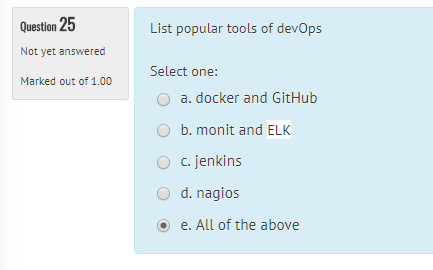 Question 25
Not yet answered
Marked out of 1.00
List popular tools of devOps
Select one:
a. docker and GitHub
b. monit and ELK
c. jenkins
d. nagios
e. All of the above